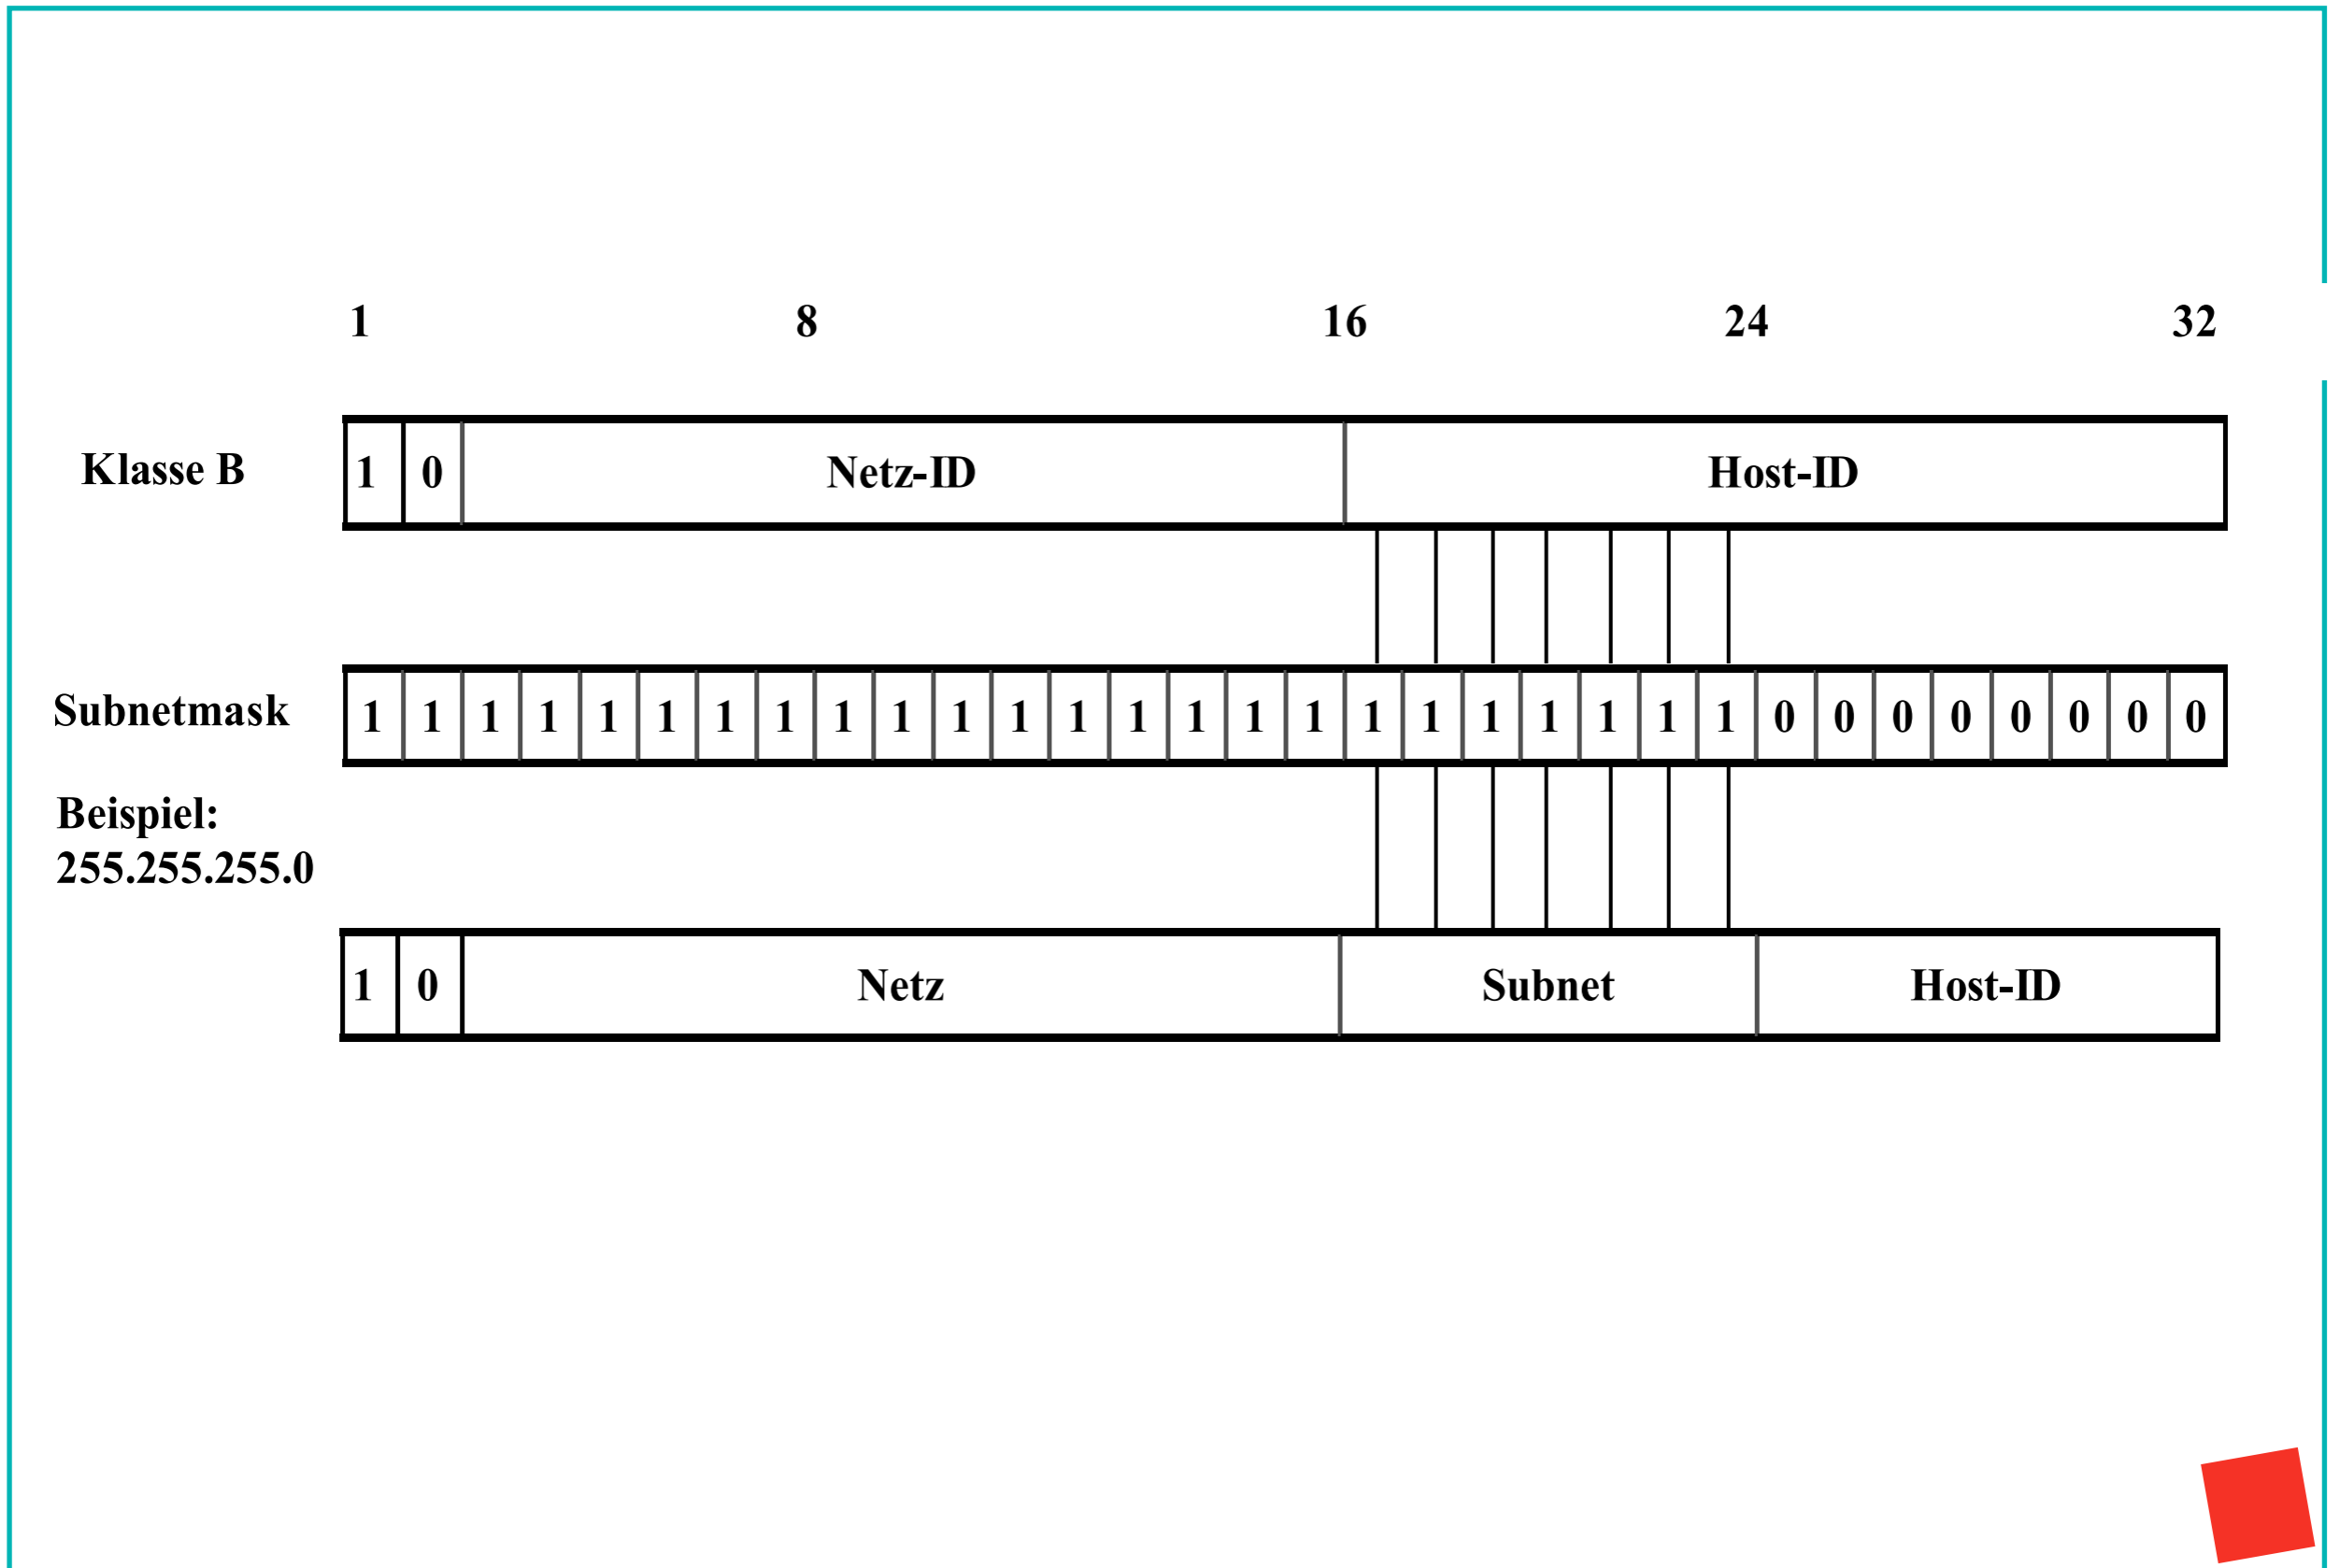 1 8 16 24 32
Klasse B 1 0 Netz-ID Host-ID
Subnetmask 1 1 1 1 1 1 1 1 1 1 1 1 1 1 1 1 1 1 1 1 1 1 1 1 0 0 0 0 0 0 0 0
Beispiel:
255.255.255.0
1 0 Netz Subnet Host-ID